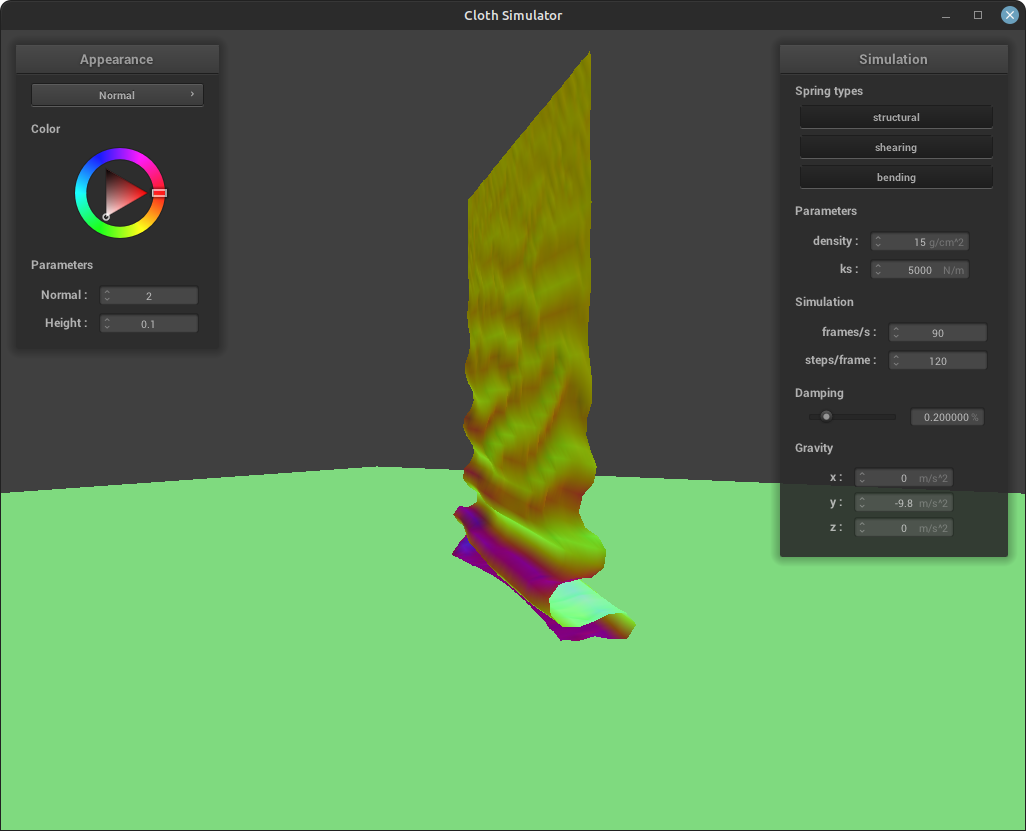 Cloth Simulator
Appearance
Normal
Color
Parameters
Normal : 2
Height : 0.1
Simulation
Spring types
structural
shearing
bending
Parameters
density : 15 g/cm^2
ks : 5000 N/m
Simulation
frames/s : 90
steps/frame : 120
Damping
0.200000 %
Gravity
x : 0 m/s^2
y : -9.8 m/s^2
z : 0 m/s^2